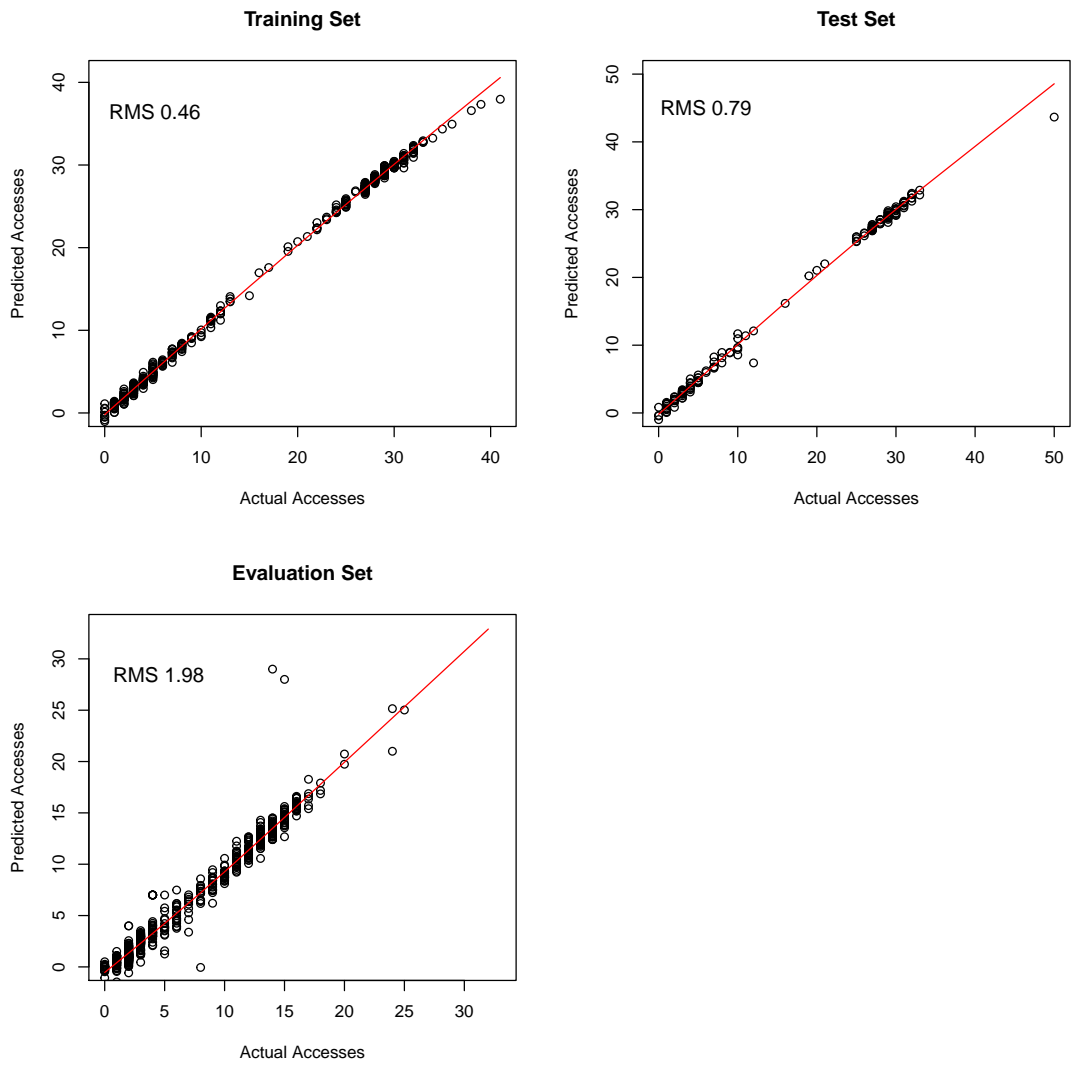 Training Set
RMS 0.46
Predicted Accesses
0 10 20 30 40
0 10 20 30 40
Actual Accesses
Test Set
RMS 0.79
Predicted Accesses
0 10 20 30 40 50
0 10 20 30 40 50
Actual Accesses
Evaluation Set
RMS 1.98
Predicted Accesses
0 5 10 15 20 25 30
0 5 10 15 20 25 30
Actual Accesses